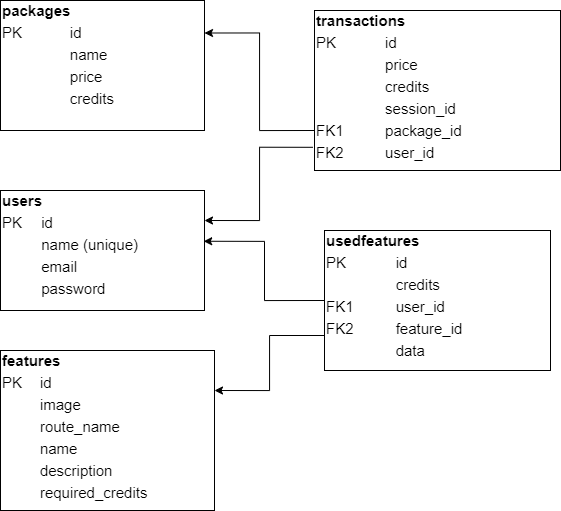 packages
PK id
name
price
credits
transactions
PK id
price
credits
session_id
FK1 package_id
FK2 user_id
users
PK id
name (unique)
email
password
usedfeatures
PK id
credits
FK1 user_id
FK2 feature_id
data
features
PK id
image
route_name
name
description
required_credits